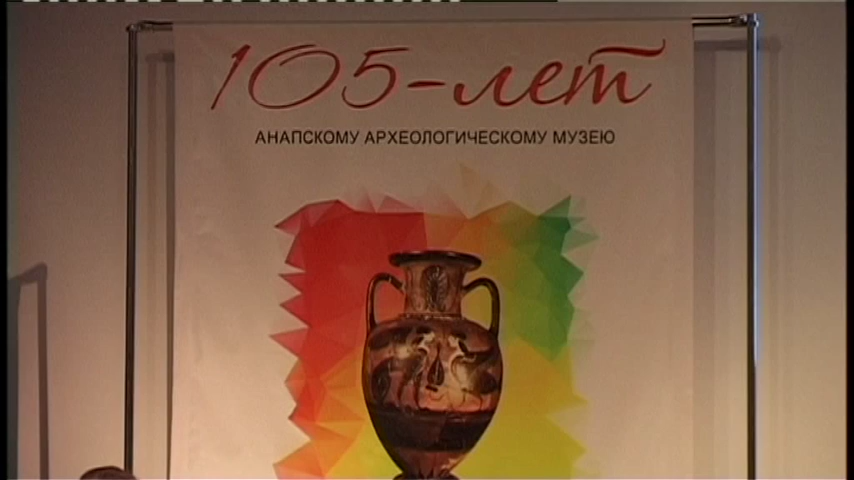 105-лет
АНАПСКОМУ АРХЕОЛОГИЧЕСКОМУ МУЗЕЮ